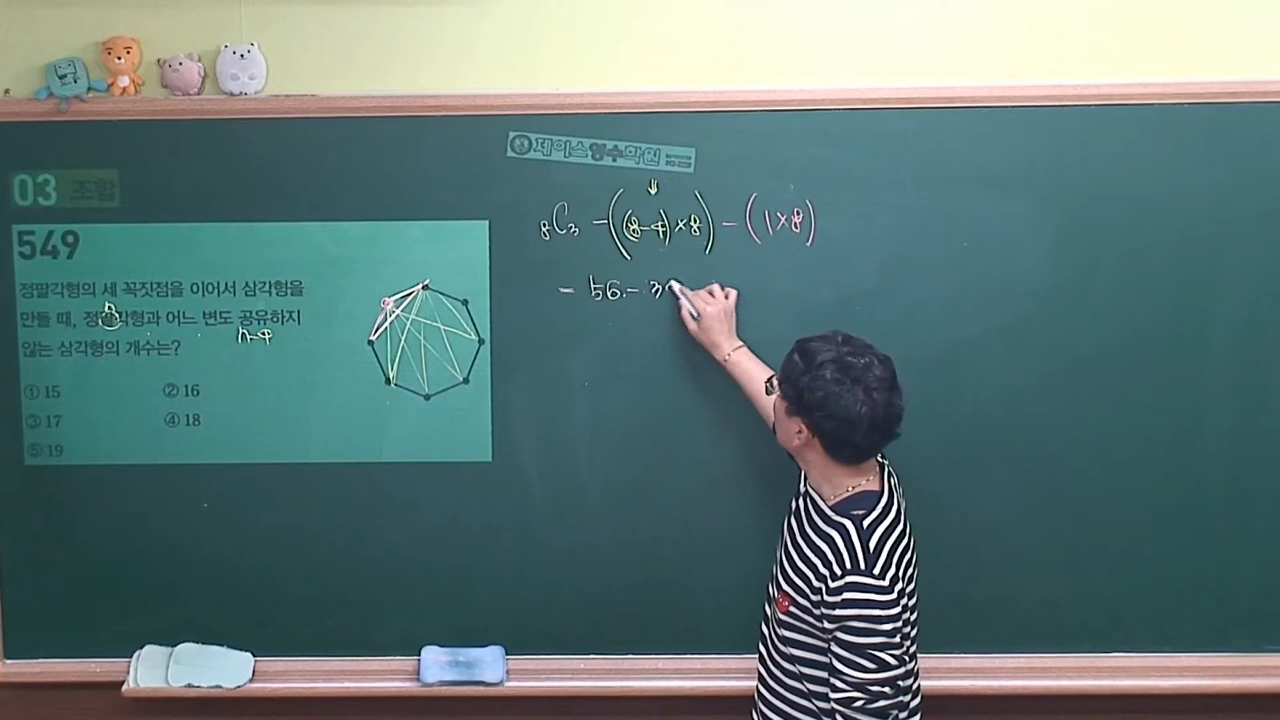 제이스영수학원
03 조합
549
정팔각형의 세 꼭짓점을 이어서 삼각형을
만들 때, 정팔각형과 어느 변도 공유하지
n
n-4
않는 삼각형의 개수는?
① 15 ② 16
③ 17 ④ 18
⑤ 19
₈C₃ - ((8-4)×8) - (1×8)
= 56 - 3